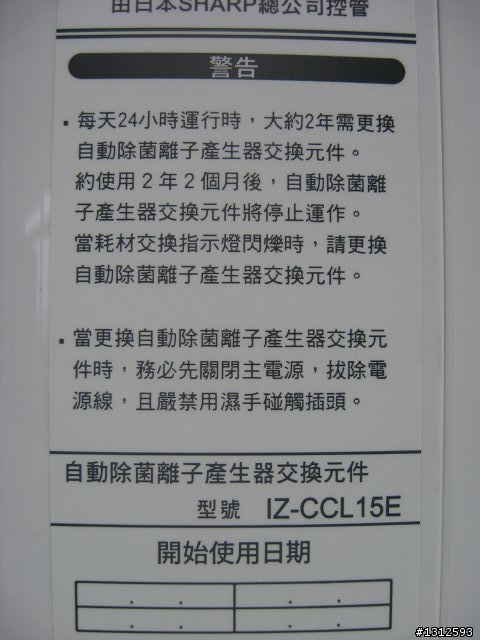 由日本SHARP總公司控管
警告
▪ 每天24小時運行時，大約2年需更換
自動除菌離子產生器交換元件。
約使用 2 年 2 個月後，自動除菌離
子產生器交換元件將停止運作。
當耗材交換指示燈閃爍時，請更換
自動除菌離子產生器交換元件。
▪ 當更換自動除菌離子產生器交換元
件時，務必先關閉主電源，拔除電
源線，且嚴禁用濕手碰觸插頭。
自動除菌離子產生器交換元件
型號 IZ-CCL15E
開始使用日期
. . . .
. . . .
#1312593